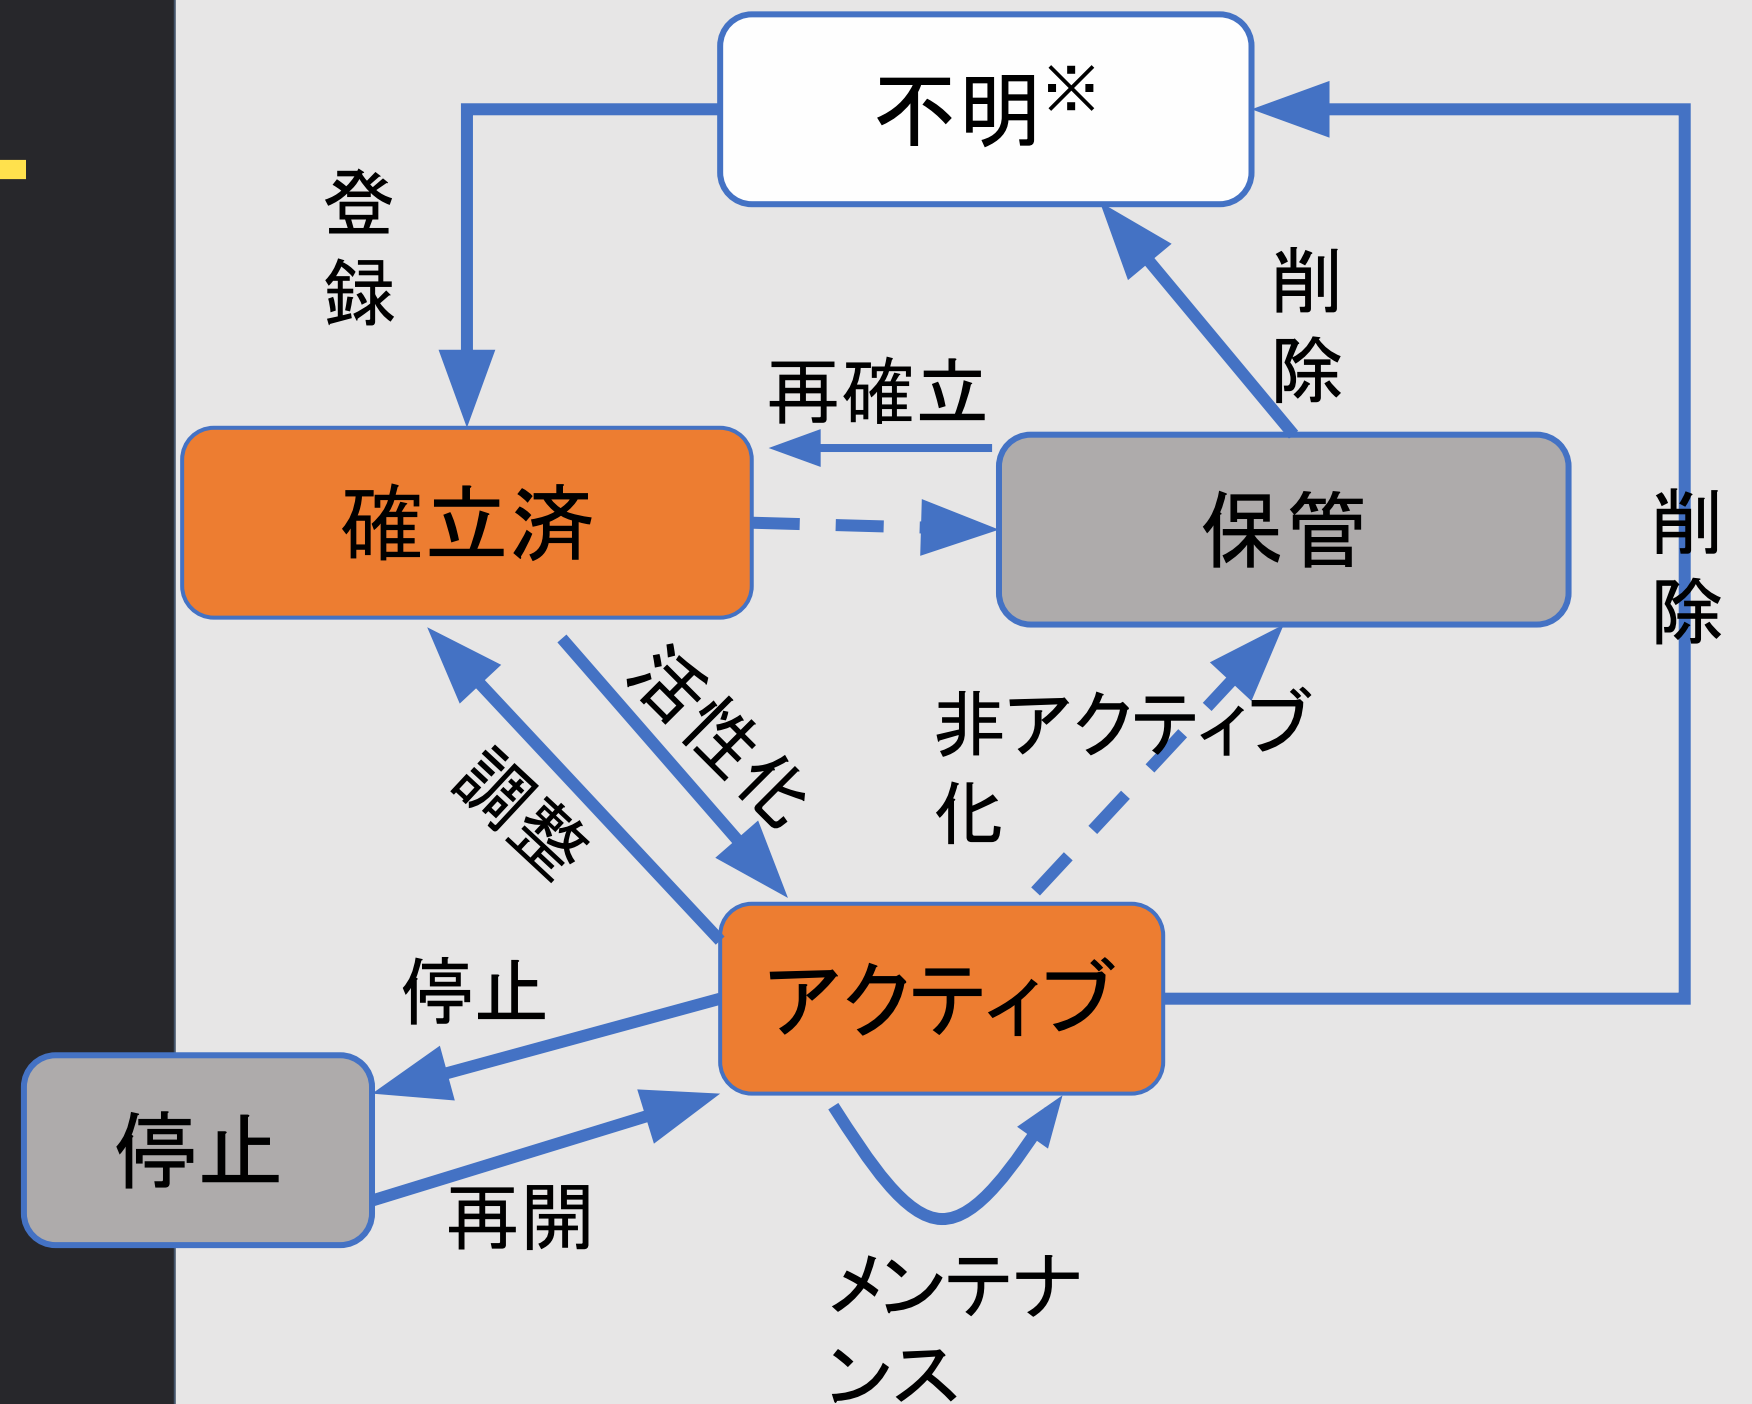 不明※
登
録
削
除
再確立
確立済
保管
削
除
活性化
調整
非アクティブ
化
アクティブ
停止
停止
再開
メンテナ
ンス